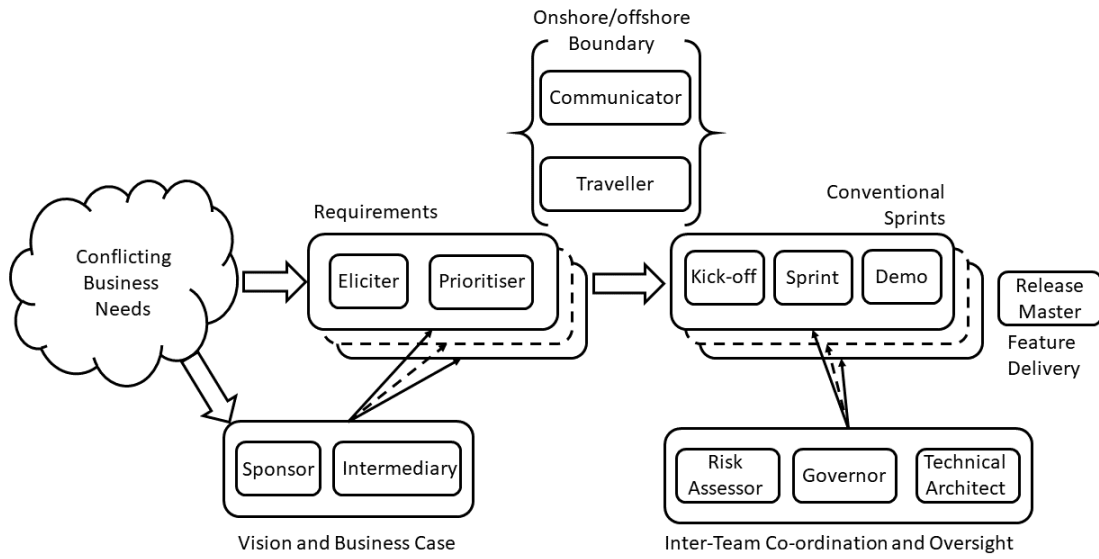 Onshore/offshore
Boundary
Communicator
Traveller
Conflicting
Business
Needs
Requirements
Eliciter
Prioritiser
Conventional
Sprints
Kick-off
Sprint
Demo
Release
Master
Feature
Delivery
Sponsor
Intermediary
Vision and Business Case
Risk
Assessor
Governor
Technical
Architect
Inter-Team Co-ordination and Oversight